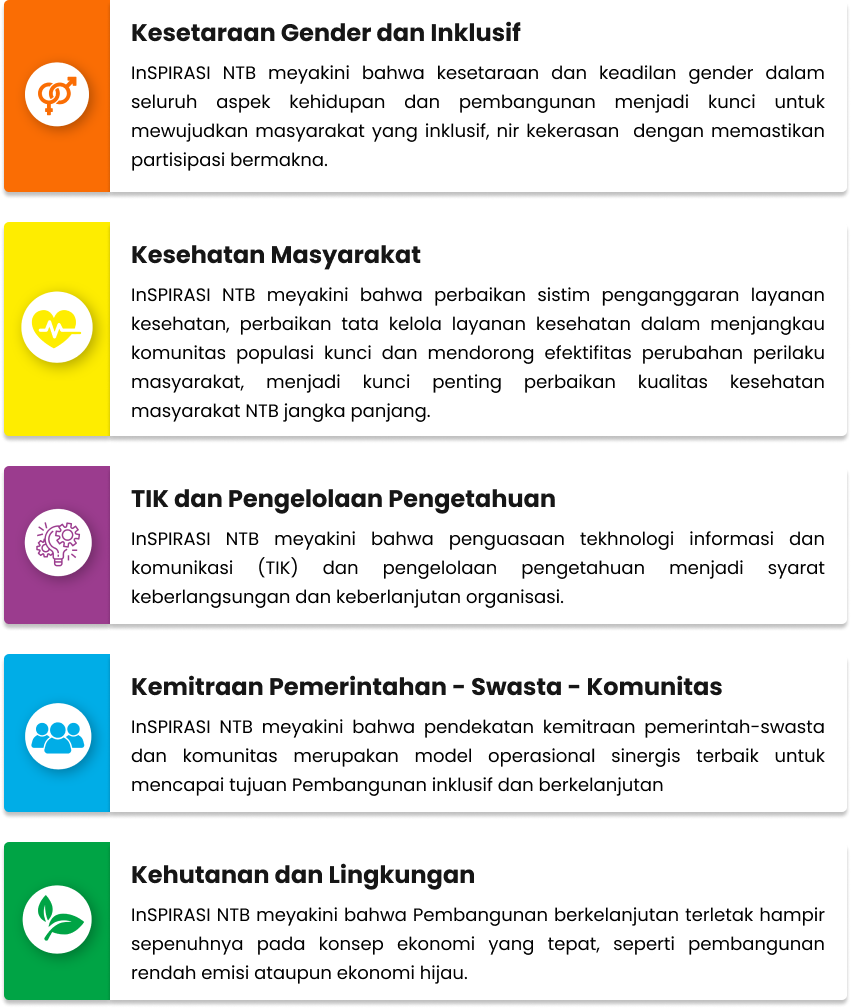 Kesetaraan Gender dan Inklusif
InSPIRASI NTB meyakini bahwa kesetaraan dan keadilan gender dalam
seluruh aspek kehidupan dan pembangunan menjadi kunci untuk
mewujudkan masyarakat yang inklusif, nir kekerasan dengan memastikan
partisipasi bermakna.
Kesehatan Masyarakat
InSPIRASI NTB meyakini bahwa perbaikan sistim penganggaran layanan
kesehatan, perbaikan tata kelola layanan kesehatan dalam menjangkau
komunitas populasi kunci dan mendorong efektifitas perubahan perilaku
masyarakat, menjadi kunci penting perbaikan kualitas kesehatan
masyarakat NTB jangka panjang.
TIK dan Pengelolaan Pengetahuan
InSPIRASI NTB meyakini bahwa penguasaan tekhnologi informasi dan
komunikasi (TIK) dan pengelolaan pengetahuan menjadi syarat
keberlangsungan dan keberlanjutan organisasi.
Kemitraan Pemerintahan - Swasta - Komunitas
InSPIRASI NTB meyakini bahwa pendekatan kemitraan pemerintah-swasta
dan komunitas merupakan model operasional sinergis terbaik untuk
mencapai tujuan Pembangunan inklusif dan berkelanjutan
Kehutanan dan Lingkungan
InSPIRASI NTB meyakini bahwa Pembangunan berkelanjutan terletak hampir
sepenuhnya pada konsep ekonomi yang tepat, seperti pembangunan
rendah emisi ataupun ekonomi hijau.